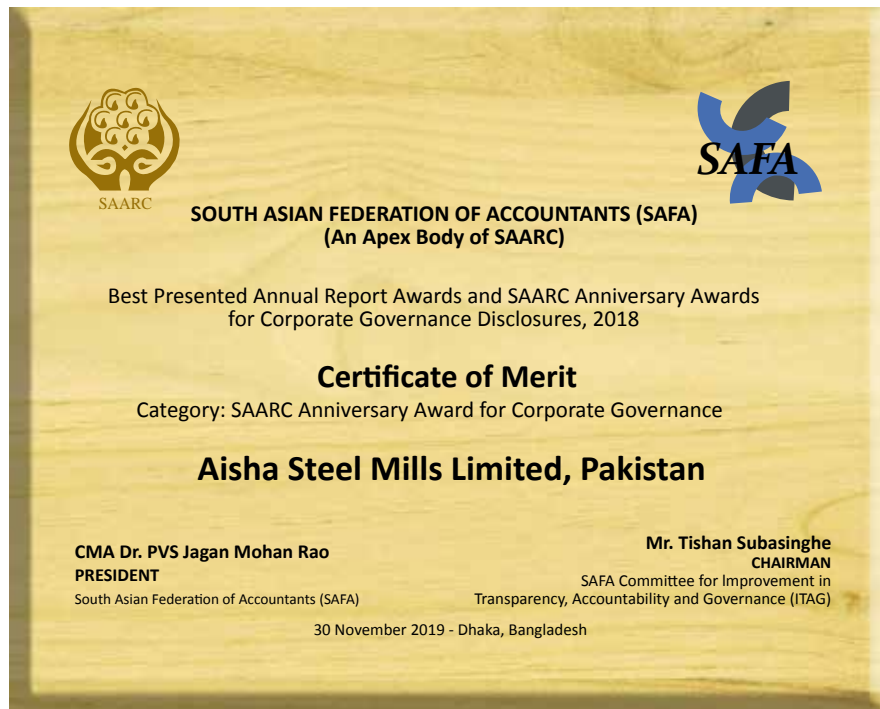 SAARC
SAFA
SOUTH ASIAN FEDERATION OF ACCOUNTANTS (SAFA)
(An Apex Body of SAARC)
Best Presented Annual Report Awards and SAARC Anniversary Awards
for Corporate Governance Disclosures, 2018
Certificate of Merit
Category: SAARC Anniversary Award for Corporate Governance
Aisha Steel Mills Limited, Pakistan
CMA Dr. PVS Jagan Mohan Rao
PRESIDENT
South Asian Federation of Accountants (SAFA)
Mr. Tishan Subasinghe
CHAIRMAN
SAFA Committee for Improvement in
Transparency, Accountability and Governance (ITAG)
30 November 2019 - Dhaka, Bangladesh